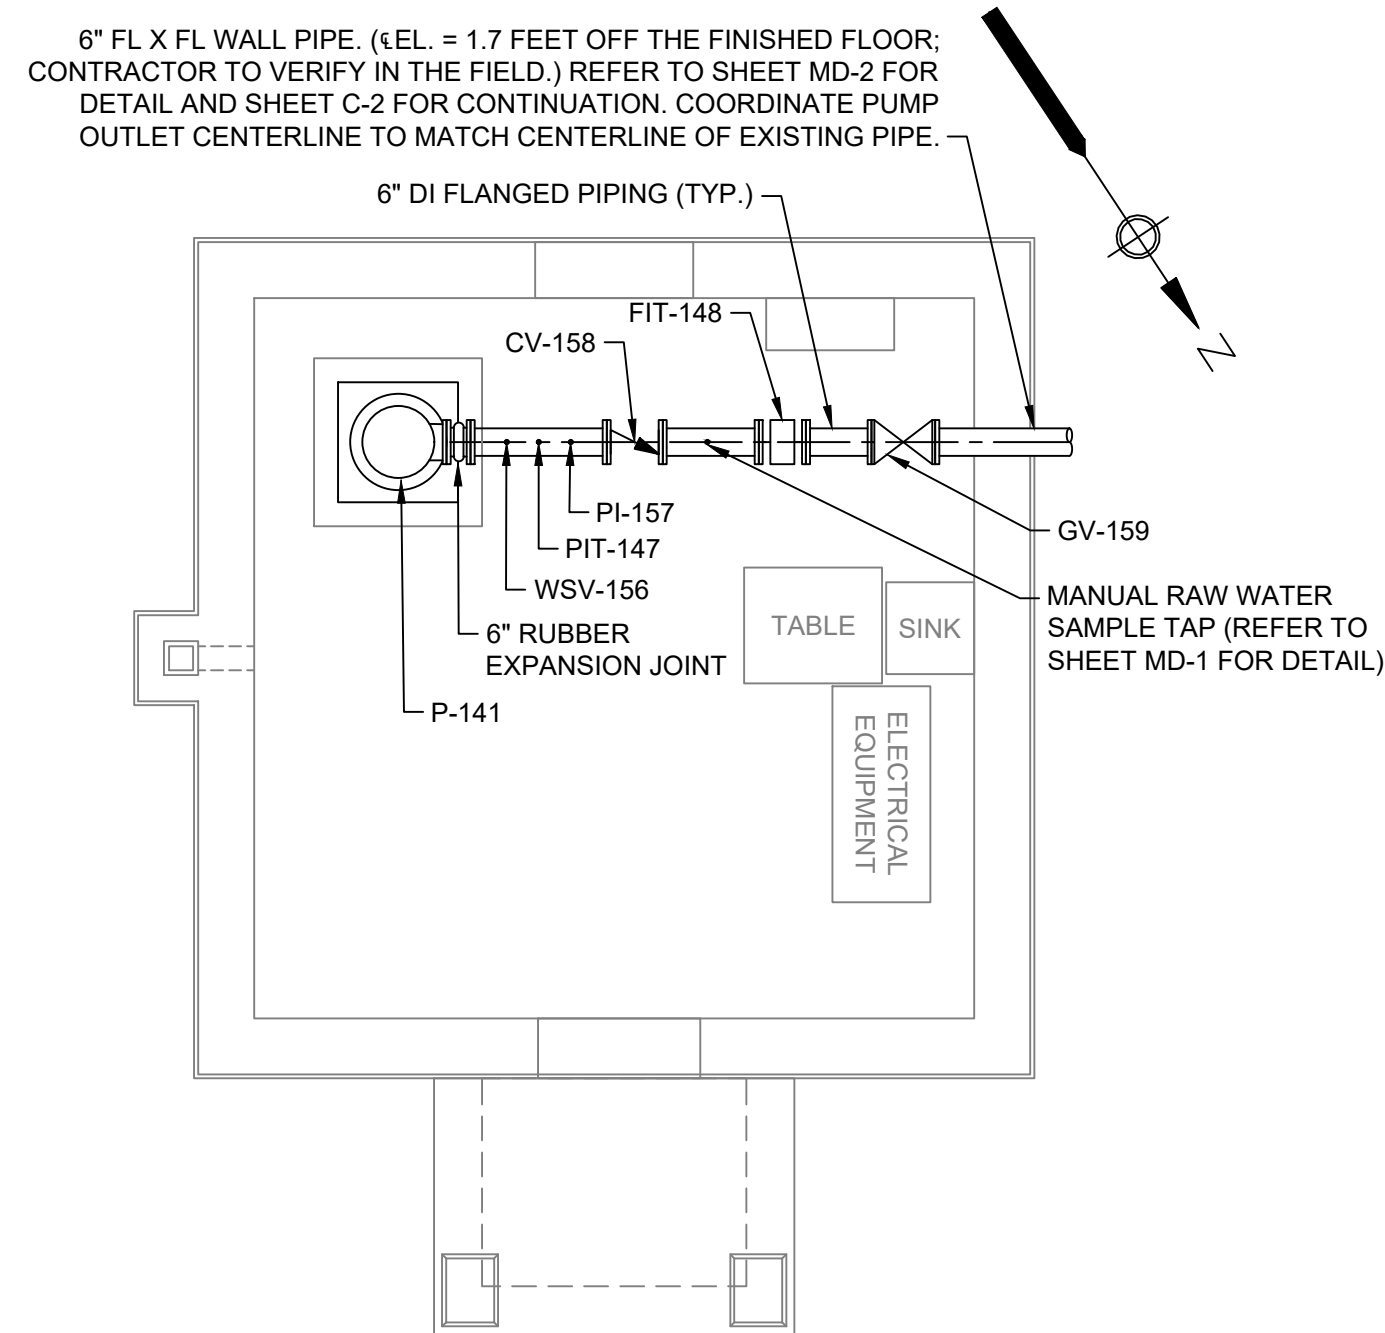 6" FL X FL WALL PIPE. (℄EL. = 1.7 FEET OFF THE FINISHED FLOOR;
CONTRACTOR TO VERIFY IN THE FIELD.) REFER TO SHEET MD-2 FOR
DETAIL AND SHEET C-2 FOR CONTINUATION. COORDINATE PUMP
OUTLET CENTERLINE TO MATCH CENTERLINE OF EXISTING PIPE.
6" DI FLANGED PIPING (TYP.)
N
FIT-148
CV-158
PI-157
PIT-147
WSV-156
6" RUBBER
EXPANSION JOINT
P-141
GV-159
MANUAL RAW WATER
SAMPLE TAP (REFER TO
SHEET MD-1 FOR DETAIL)
TABLE
SINK
ELECTRICAL
EQUIPMENT